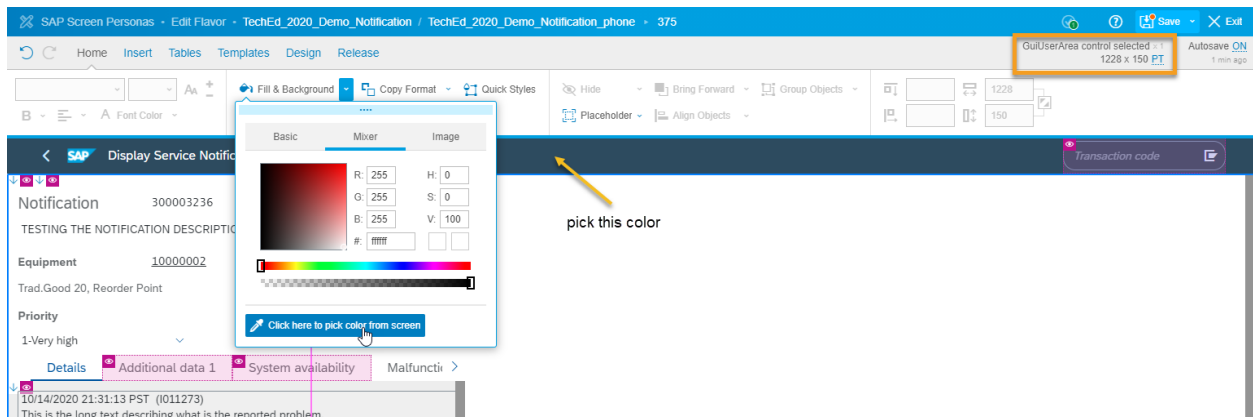 SAP Screen Personas - Edit Flavor - TechEd_2020_Demo_Notification / TechEd_2020_Demo_Notification_phone ▸ 375 Save Exit
Home Insert Tables Templates Design Release
GuiUserArea control selected x 1
1228 x 150 PT
Autosave ON
1 min ago
Fill & Background Copy Format Quick Styles Hide Bring Forward Group Objects 1228
B A Font Color Placeholder Align Objects 150
Basic Mixer Image
SAP Display Service Notific Transaction code
R: 255 H: 0
G: 255 S: 0
B: 255 V: 100
#: ffffff
pick this color
Click here to pick color from screen
Notification 300003236
TESTING THE NOTIFICATION DESCRIPTIO
Equipment 10000002
Trad.Good 20, Reorder Point
Priority
1-Very high
Details Additional data 1 System availability Malfunctic
10/14/2020 21:31:13 PST (I011273)
This is the long text describing what is the reported problem